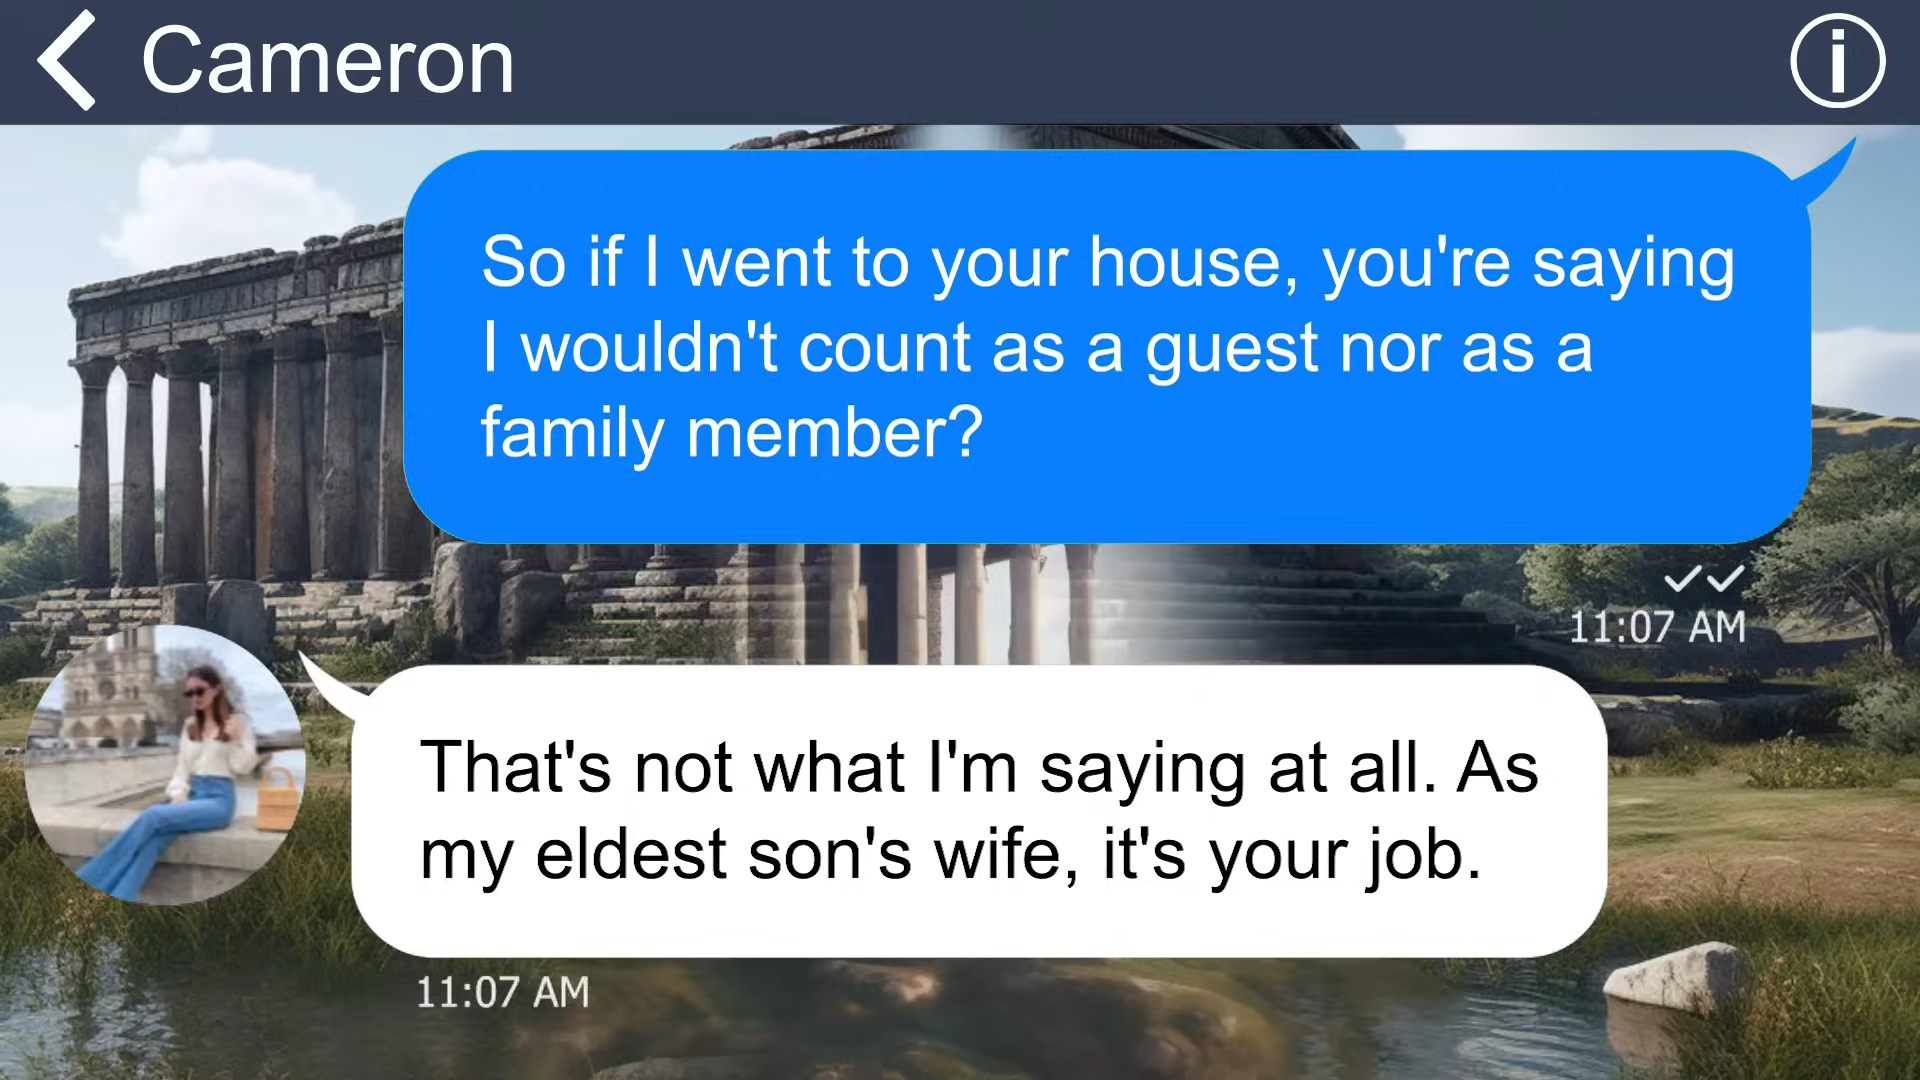 Cameron
So if I went to your house, you're saying
I wouldn't count as a guest nor as a
family member?
11:07 AM
That's not what I'm saying at all. As
my eldest son's wife, it's your job.
11:07 AM